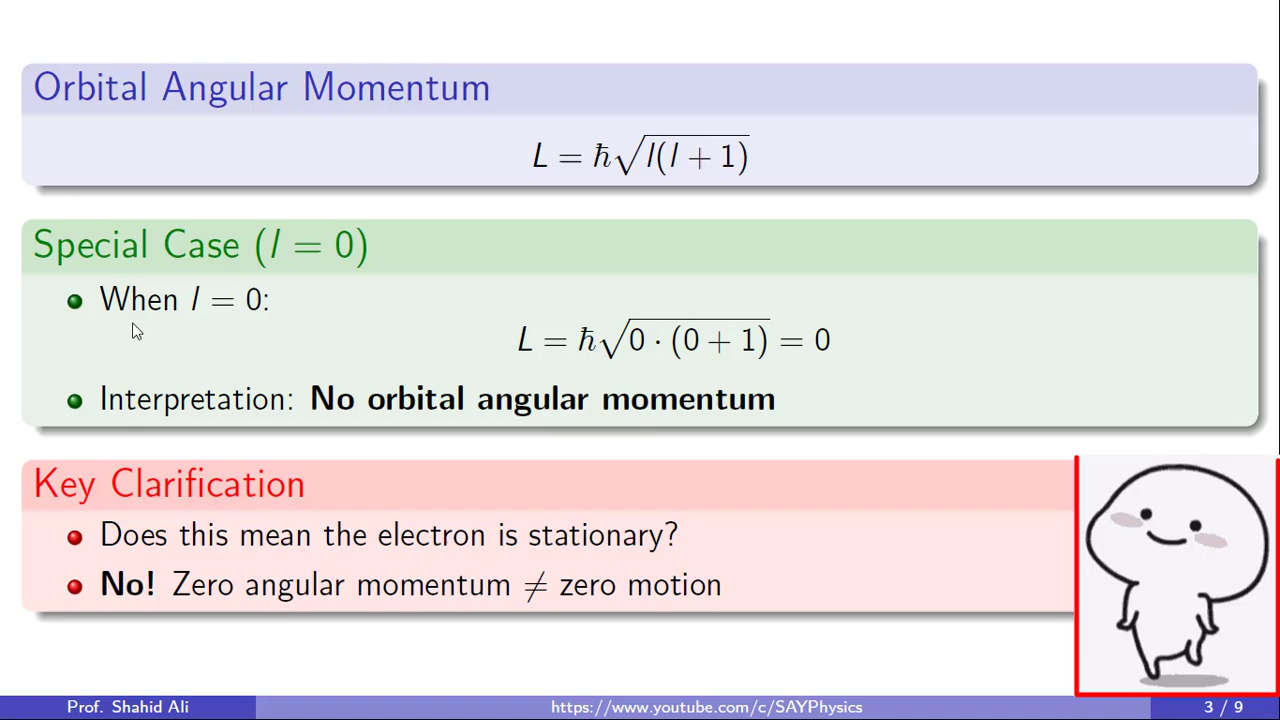 Orbital Angular Momentum
L = ℏ√l(l + 1)
Special Case (l = 0)
When l = 0:
L = ℏ√0 · (0 + 1) = 0
Interpretation: No orbital angular momentum
Key Clarification
Does this mean the electron is stationary?
No! Zero angular momentum ≠ zero motion
Prof. Shahid Ali
https://www.youtube.com/c/SAYPhysics
3 / 9